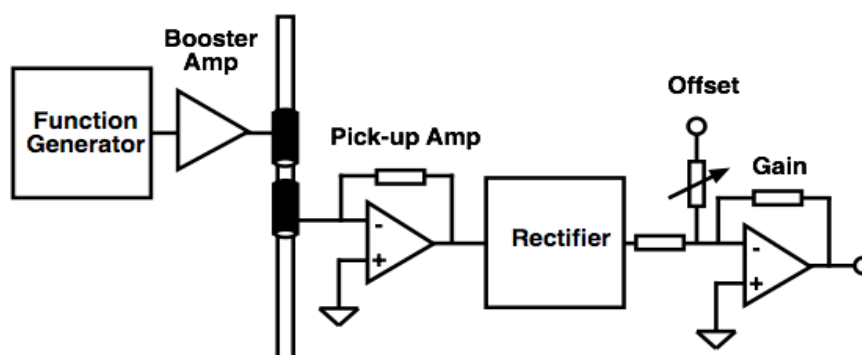 Booster
Amp
Function
Generator
Pick-up Amp
Rectifier
Offset
Gain
-
+
-
+